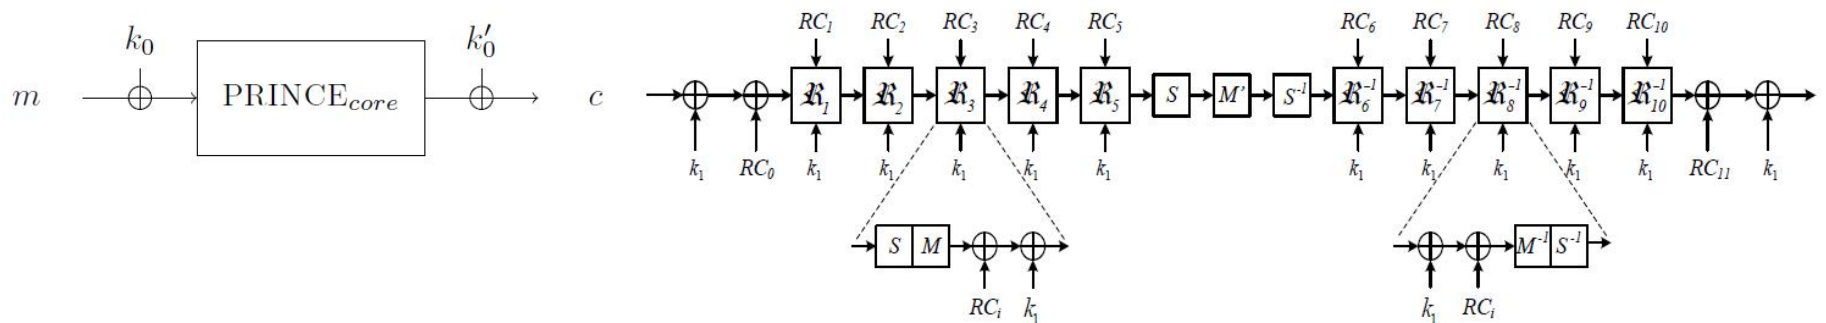 k₀ k′₀
m PRINCE_core c
RC₁ RC₂ RC₃ RC₄ RC₅ RC₆ RC₇ RC₈ RC₉ RC₁₀
ℜ₁ ℜ₂ ℜ₃ ℜ₄ ℜ₅ S M' S⁻¹ ℜ₆⁻¹ ℜ₇⁻¹ ℜ₈⁻¹ ℜ₉⁻¹ ℜ₁₀⁻¹
k₁ RC₀ k₁ k₁ k₁ k₁ k₁ k₁ k₁ k₁ k₁ k₁ RC₁₁ k₁
S M M⁻¹ S⁻¹
RCᵢ k₁ k₁ RCᵢ